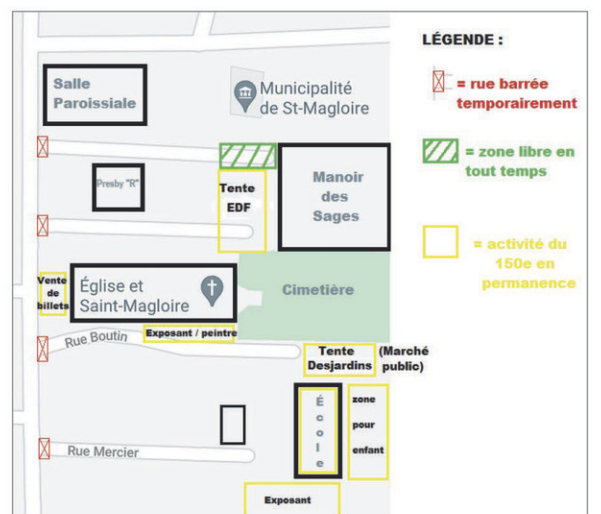 LÉGENDE :
= rue barrée
temporairement
= zone libre en
tout temps
= activité du
150e en
permanence
Salle
Paroissiale
Municipalité
de St-Magloire
Presby "R"
Tente
EDF
Manoir
des
Sages
Vente
de
billets
Église et
Saint-Magloire
Cimetière
Exposant / peintre
Rue Boutin
Tente
Desjardins
(Marché
public)
É
c
o
l
e
zone
pour
enfant
Rue Mercier
Exposant